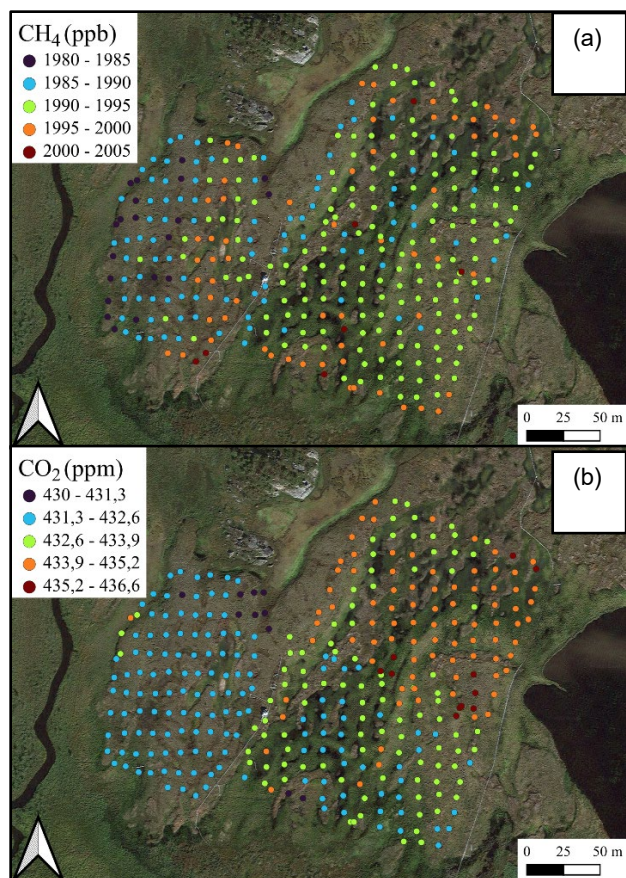 CH₄ (ppb)
1980 - 1985
1985 - 1990
1990 - 1995
1995 - 2000
2000 - 2005
(a)
0 25 50 m
CO₂ (ppm)
430 - 431,3
431,3 - 432,6
432,6 - 433,9
433,9 - 435,2
435,2 - 436,6
(b)
0 25 50 m